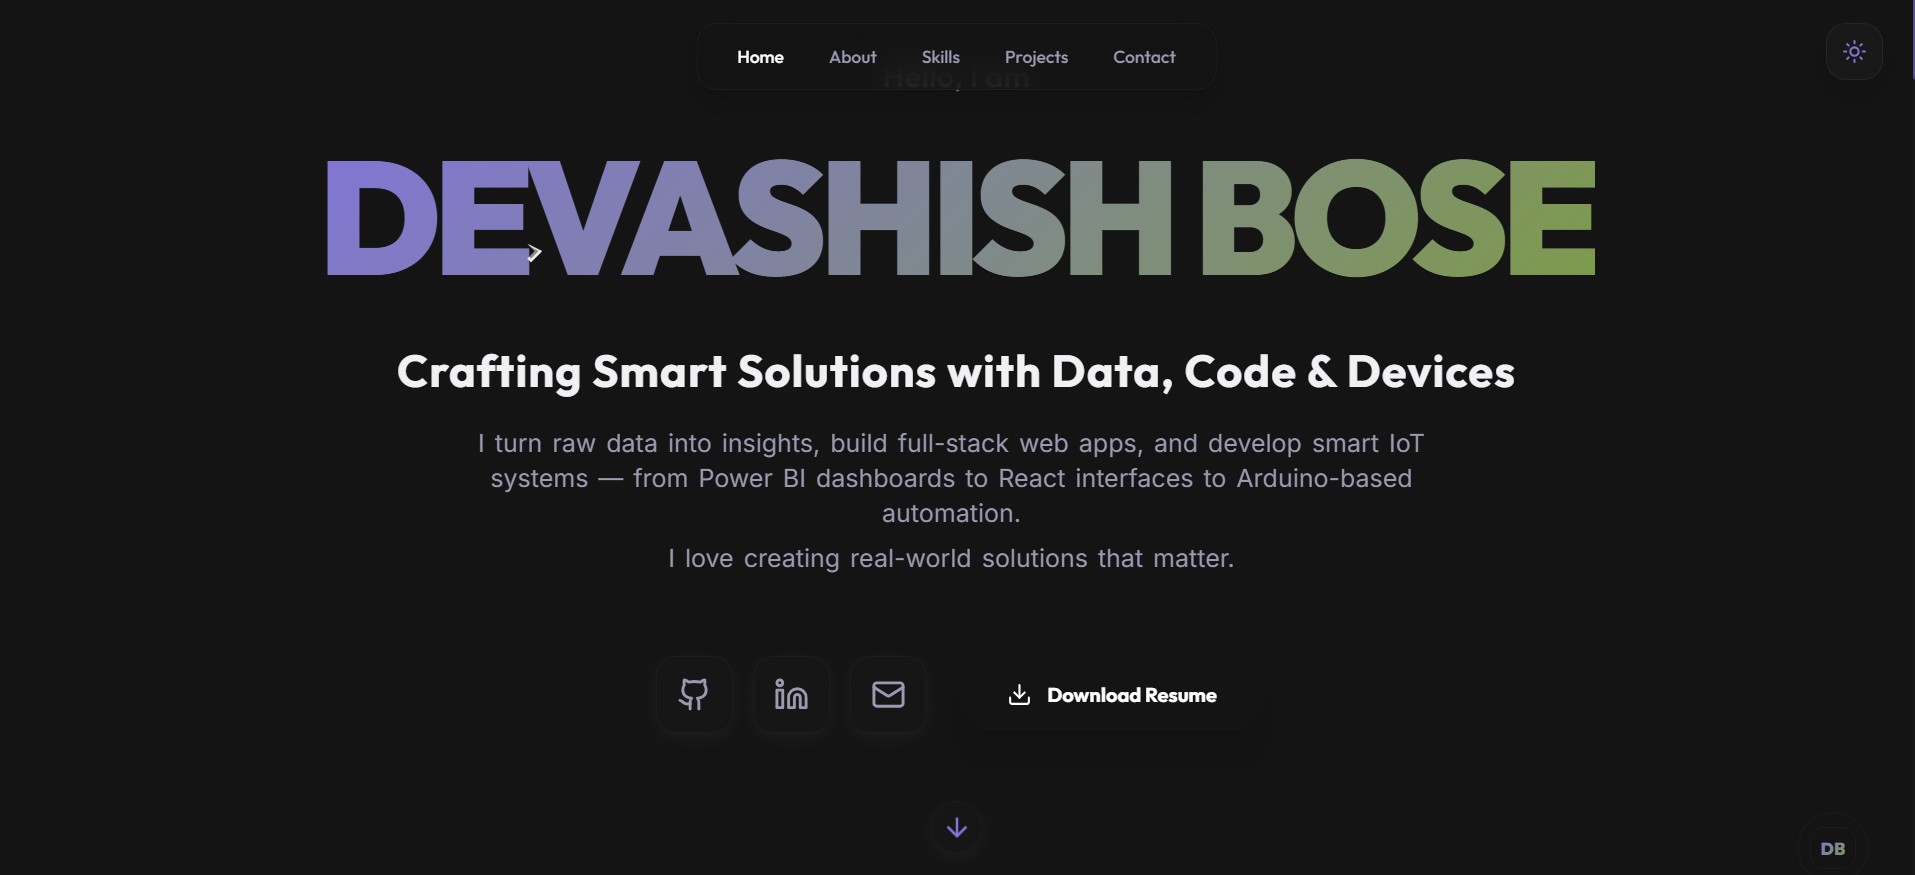 Home About Skills Projects Contact
Hello, I am
DEVASHISH BOSE
Crafting Smart Solutions with Data, Code & Devices
I turn raw data into insights, build full-stack web apps, and develop smart IoT
systems — from Power BI dashboards to React interfaces to Arduino-based
automation.
I love creating real-world solutions that matter.
Download Resume
DB